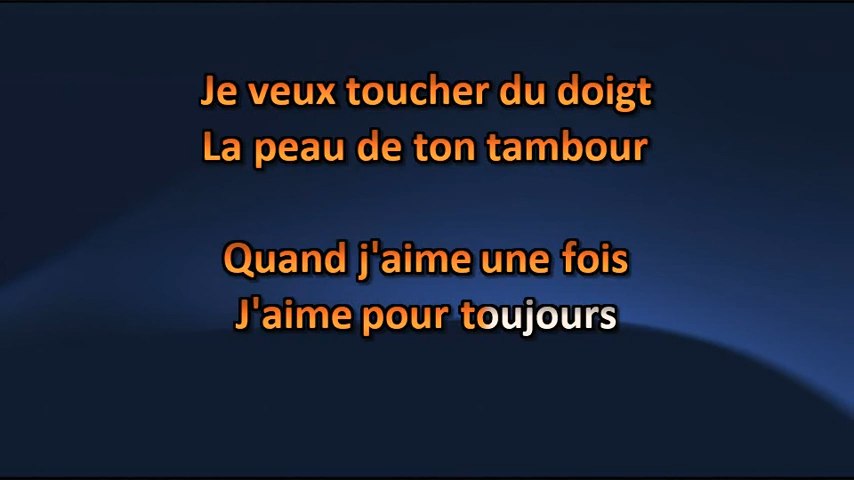 Je veux toucher du doigt
La peau de ton tambour
Quand j'aime une fois
J'aime pour toujours